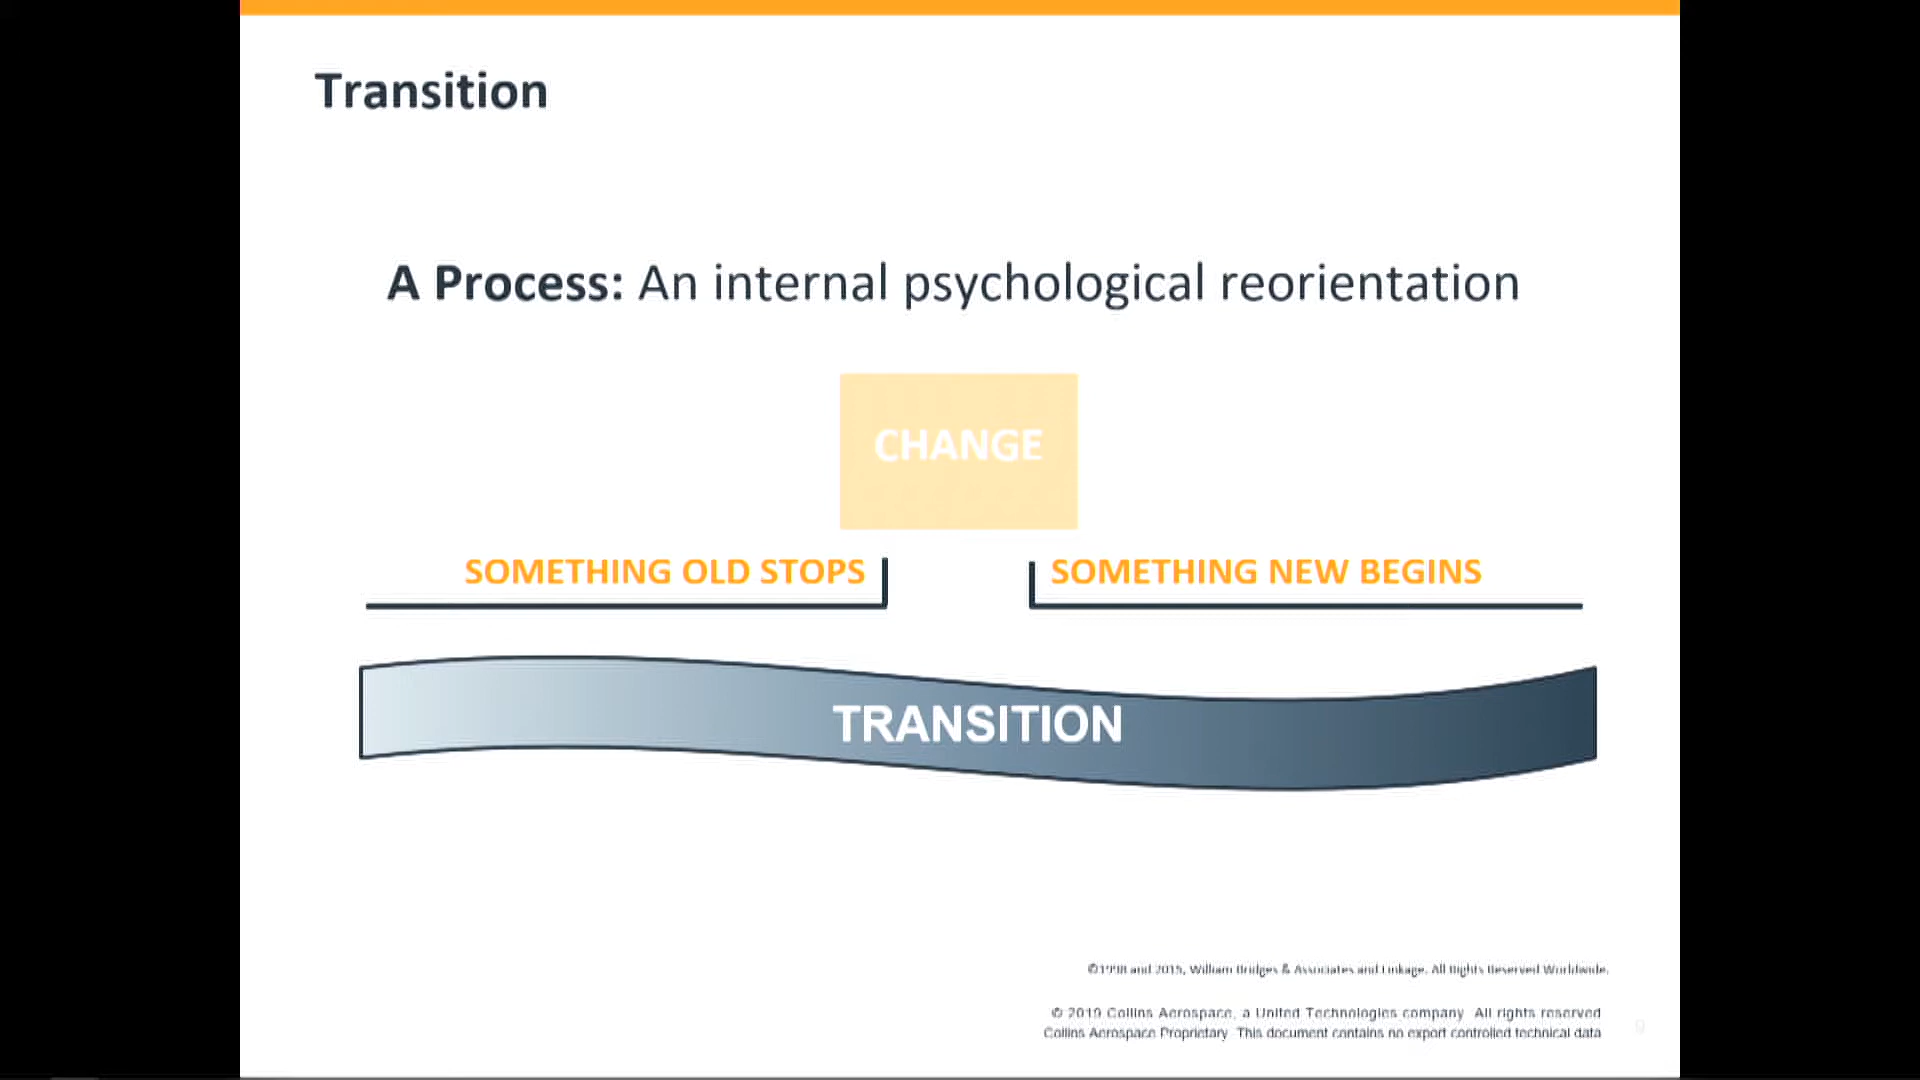 Transition
A Process: An internal psychological reorientation
CHANGE
SOMETHING OLD STOPS
SOMETHING NEW BEGINS
TRANSITION
©1998 and 2015, William Bridges & Associates and Linkage. All Rights Reserved Worldwide.
© 2019 Collins Aerospace, a United Technologies company. All rights reserved
Collins Aerospace Proprietary. This document contains no export controlled technical data
9